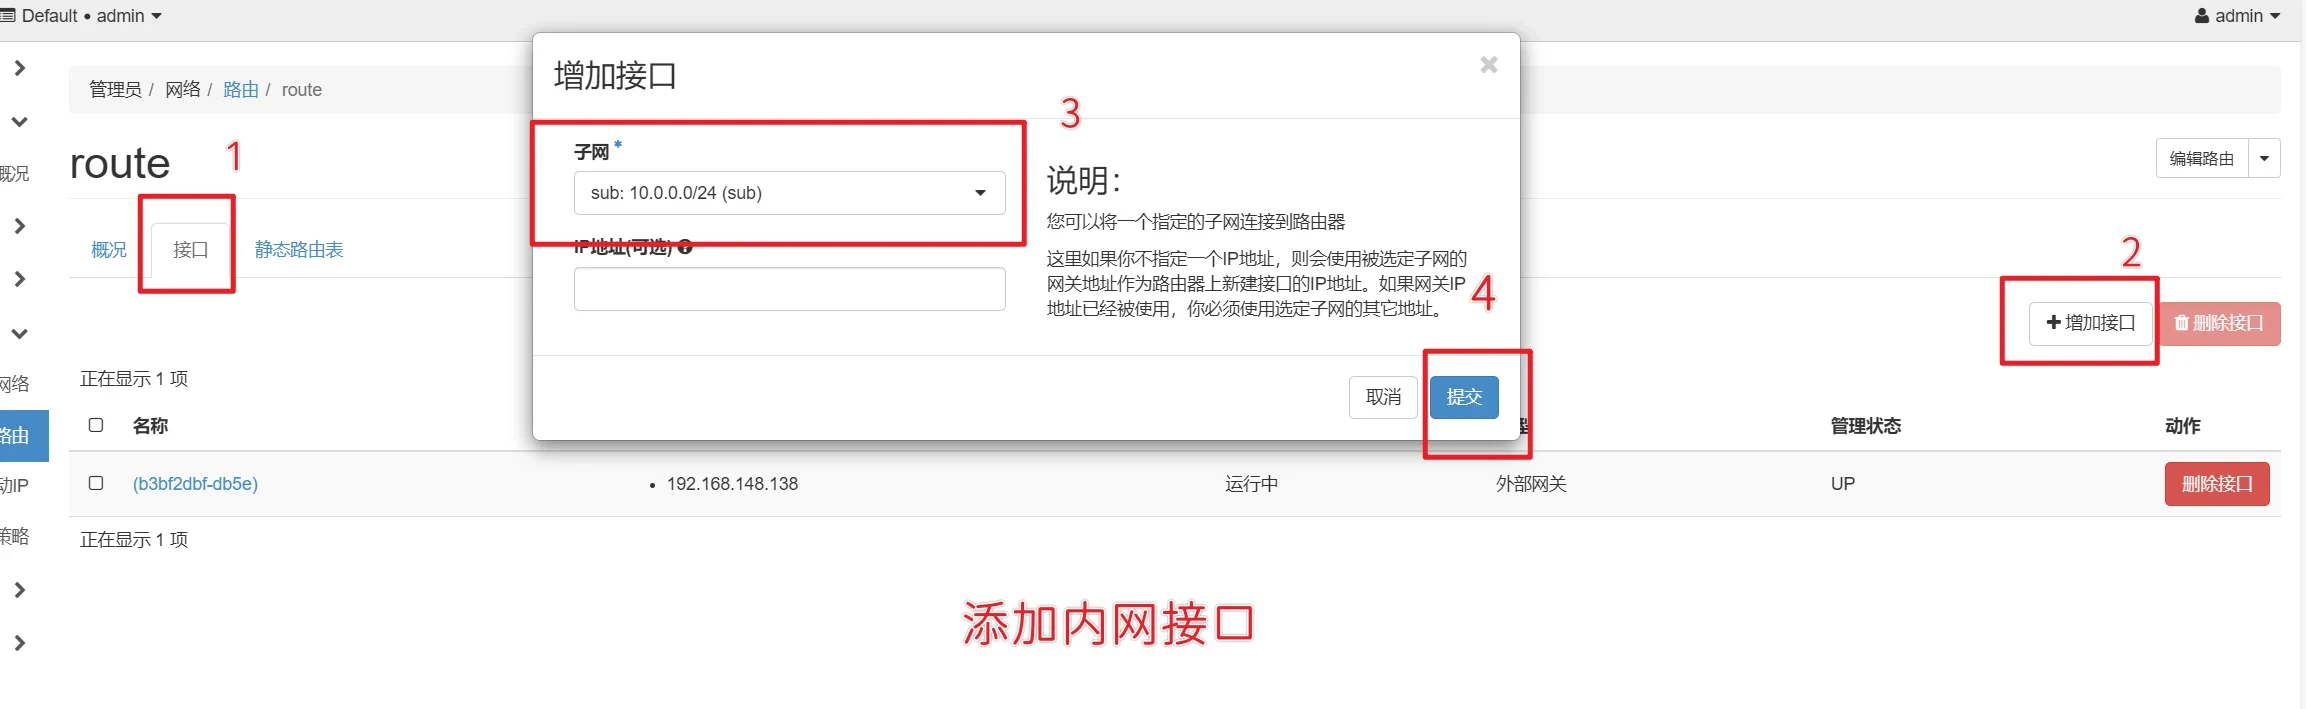 Default • admin
admin
管理员 / 网络 / 路由 / route
增加接口
3
子网 *
sub: 10.0.0.0/24 (sub)
IP地址(可选)
说明：
您可以将一个指定的子网连接到路由器
这里如果你不指定一个IP地址，则会使用被选定子网的
网关地址作为路由器上新建接口的IP地址。如果网关IP
地址已经被使用，你必须使用选定子网的其它地址。
4
取消
提交
route
1
编辑路由
概况
概况
接口
静态路由表
2
增加接口
删除接口
正在显示 1 项
网络
名称
型
管理状态
动作
路由
(b3bf2dbf-db5e)
• 192.168.148.138
运行中
外部网关
UP
删除接口
动IP
正在显示 1 项
策略
添加内网接口